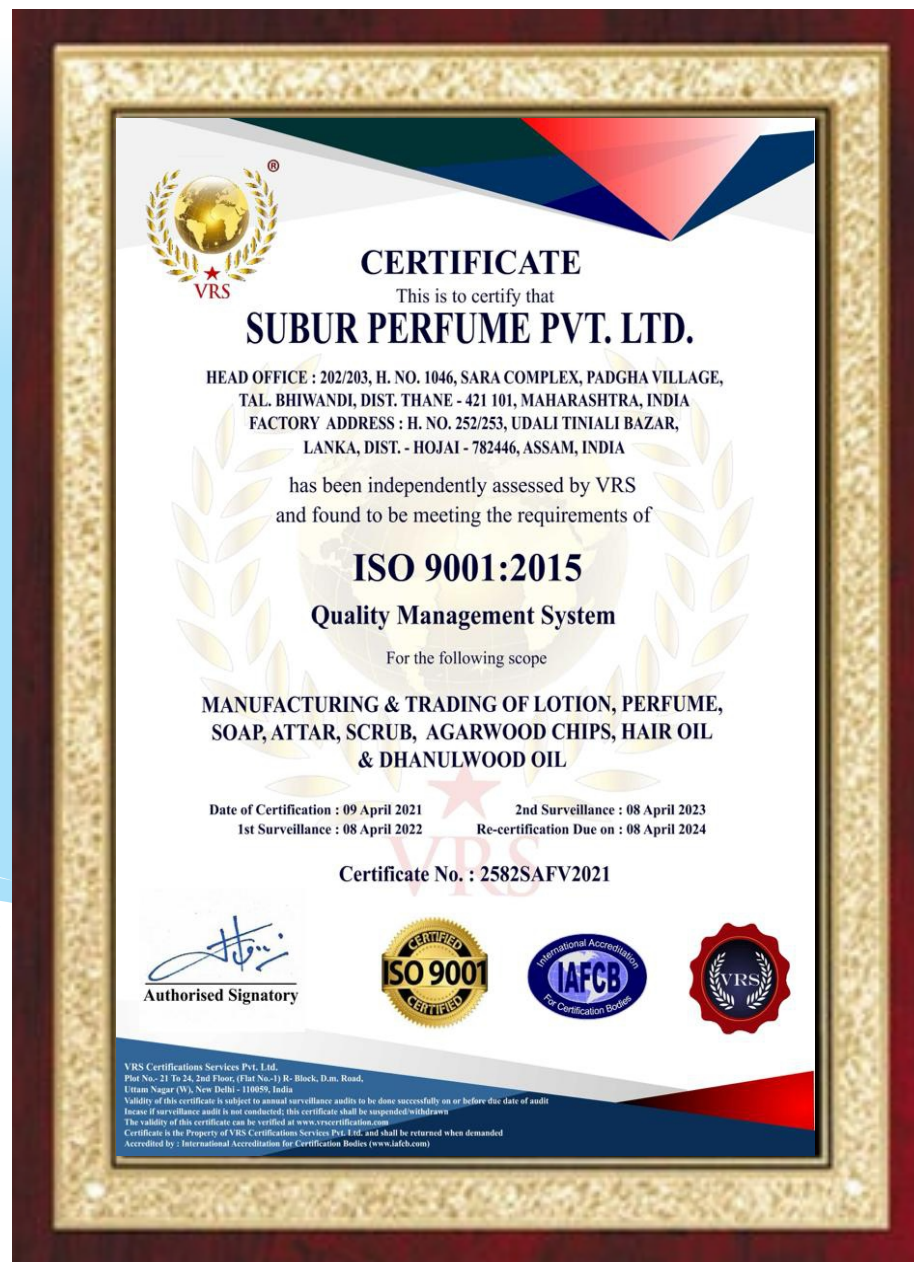 ®
VRS
CERTIFICATE
This is to certify that
SUBUR PERFUME PVT. LTD.
HEAD OFFICE : 202/203, H. NO. 1046, SARA COMPLEX, PADGHA VILLAGE,
TAL. BHIWANDI, DIST. THANE - 421 101, MAHARASHTRA, INDIA
FACTORY ADDRESS : H. NO. 252/253, UDALI TINIALI BAZAR,
LANKA, DIST. - HOJAI - 782446, ASSAM, INDIA
has been independently assessed by VRS
and found to be meeting the requirements of
ISO 9001:2015
Quality Management System
For the following scope
MANUFACTURING & TRADING OF LOTION, PERFUME,
SOAP, ATTAR, SCRUB, AGARWOOD CHIPS, HAIR OIL
& DHANULWOOD OIL
Date of Certification : 09 April 2021 2nd Surveillance : 08 April 2023
1st Surveillance : 08 April 2022 Re-certification Due on : 08 April 2024
VRS
Certificate No. : 2582SAFV2021
Authorised Signatory
CERTIFIED
ISO 9001
CERTIFIED
International Accreditation
IAFCB
For Certification Bodies
VRS
VRS Certifications Services Pvt. Ltd.
Plot No.- 21 To 24, 2nd Floor, (Flat No.-1) R- Block, D.m. Road,
Uttam Nagar (W), New Delhi - 110059, India
Validity of this certificate is subject to annual surveillance audits to be done successfully on or before due date of audit
Incase if surveillance audit is not conducted; this certificate shall be suspended/withdrawn
The validity of this certificate can be verified at www.vrscertification.com
Certificate is the Property of VRS Certifications Services Pvt. Ltd. and shall be returned when demanded
Accredited by : International Accreditation for Certification Bodies (www.iafcb.com)